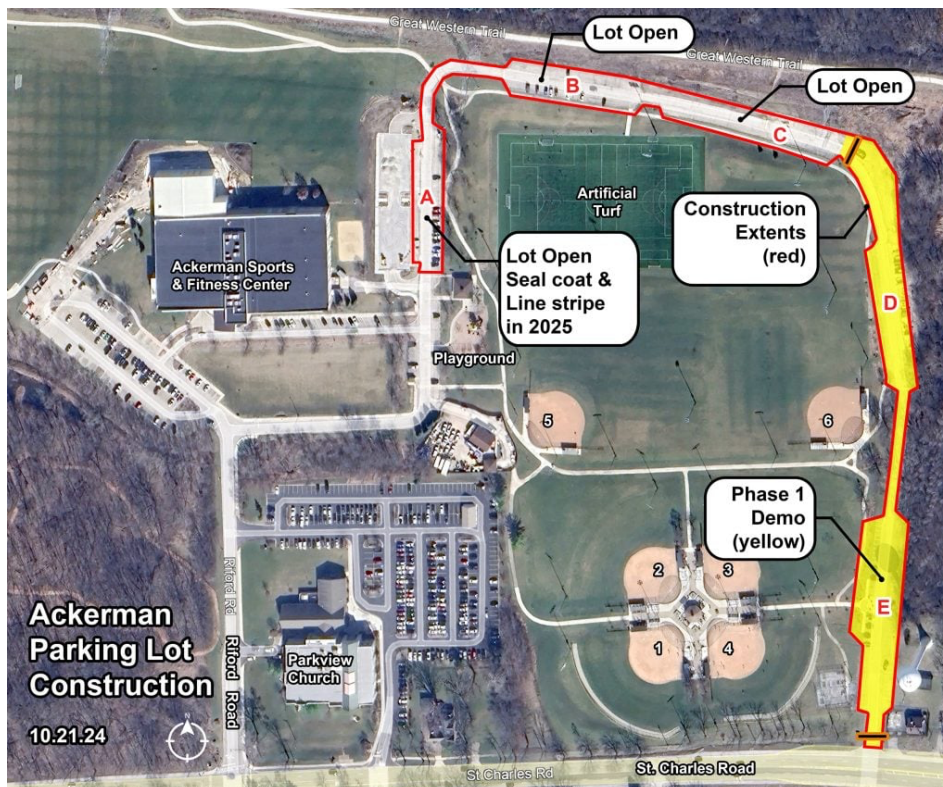 Great Western Trail
Great Western Trail
Lot Open
Lot Open
B
C
A
Artificial
Turf
Construction
Extents
(red)
Lot Open
Seal coat &
Line stripe
in 2025
Ackerman Sports
& Fitness Center
D
Playground
5
6
Phase 1
Demo
(yellow)
2
3
E
1
4
Riford Rd
Riford Road
Parkview
Church
Ackerman
Parking Lot
Construction
10.21.24
N
St Charles Rd
St. Charles Road